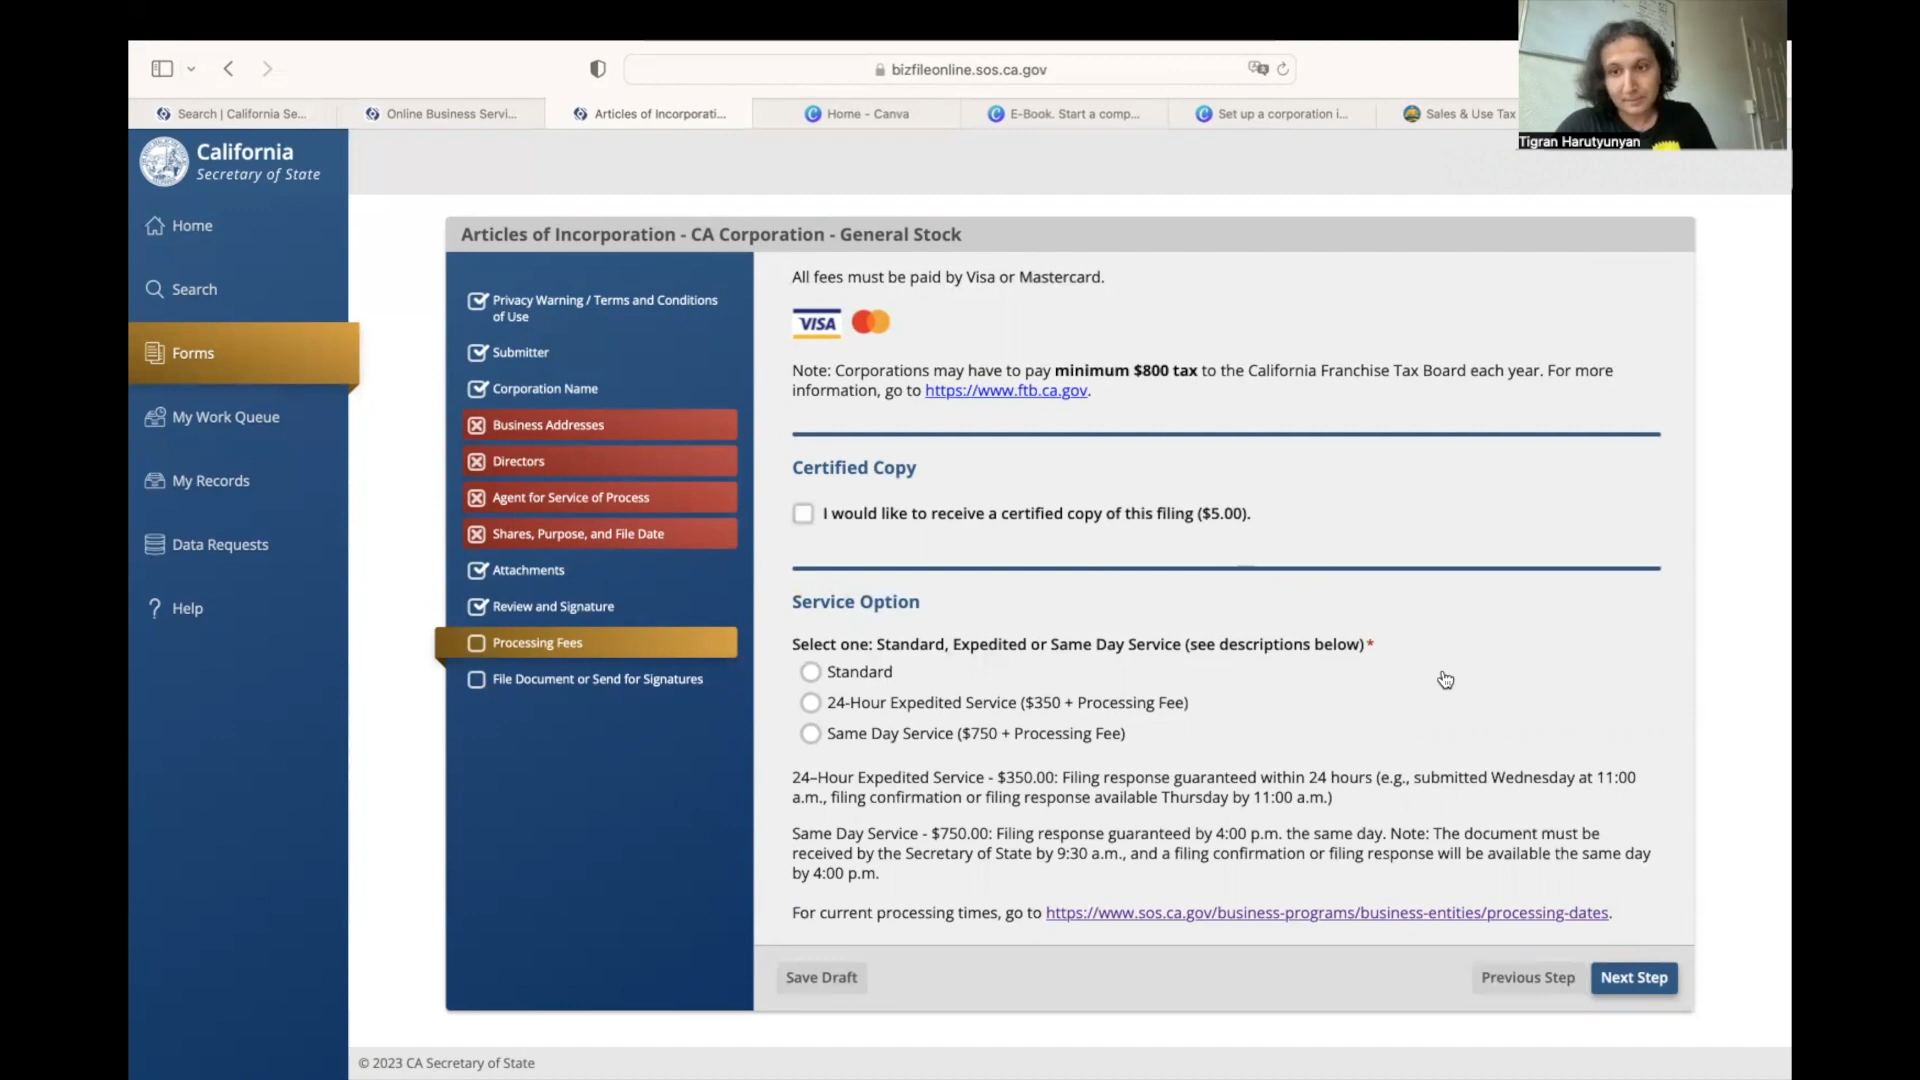 bizfileonline.sos.ca.gov
Search | California Se...
Online Business Servi...
Articles of Incorporati...
Home – Canva
E-Book. Start a comp...
Set up a corporation i...
Sales & Use Tax
Tigran Harutyunyan
California
Secretary of State
Home
Search
Forms
My Work Queue
My Records
Data Requests
Help
Articles of Incorporation - CA Corporation - General Stock
Privacy Warning / Terms and Conditions
of Use
Submitter
Corporation Name
Business Addresses
Directors
Agent for Service of Process
Shares, Purpose, and File Date
Attachments
Review and Signature
Processing Fees
File Document or Send for Signatures
All fees must be paid by Visa or Mastercard.
VISA
Note: Corporations may have to pay minimum $800 tax to the California Franchise Tax Board each year. For more
information, go to https://www.ftb.ca.gov.
Certified Copy
I would like to receive a certified copy of this filing ($5.00).
Service Option
Select one: Standard, Expedited or Same Day Service (see descriptions below)*
Standard
24-Hour Expedited Service ($350 + Processing Fee)
Same Day Service ($750 + Processing Fee)
24–Hour Expedited Service - $350.00: Filing response guaranteed within 24 hours (e.g., submitted Wednesday at 11:00
a.m., filing confirmation or filing response available Thursday by 11:00 a.m.)
Same Day Service - $750.00: Filing response guaranteed by 4:00 p.m. the same day. Note: The document must be
received by the Secretary of State by 9:30 a.m., and a filing confirmation or filing response will be available the same day
by 4:00 p.m.
For current processing times, go to https://www.sos.ca.gov/business-programs/business-entities/processing-dates.
Save Draft
Previous Step
Next Step
© 2023 CA Secretary of State